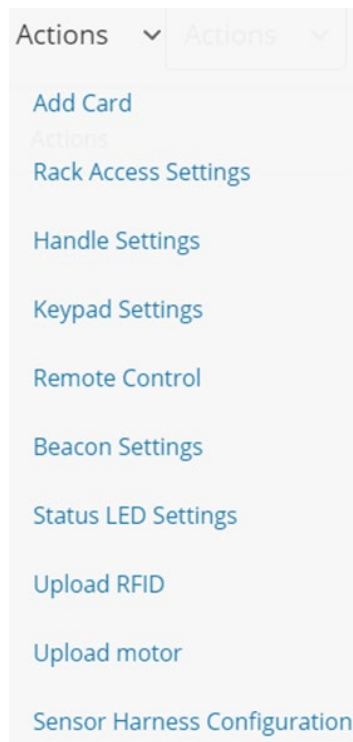 Actions Actions
Add Card
Actions
Rack Access Settings
Handle Settings
Keypad Settings
Remote Control
Beacon Settings
Status LED Settings
Upload RFID
Upload motor
Sensor Harness Configuration